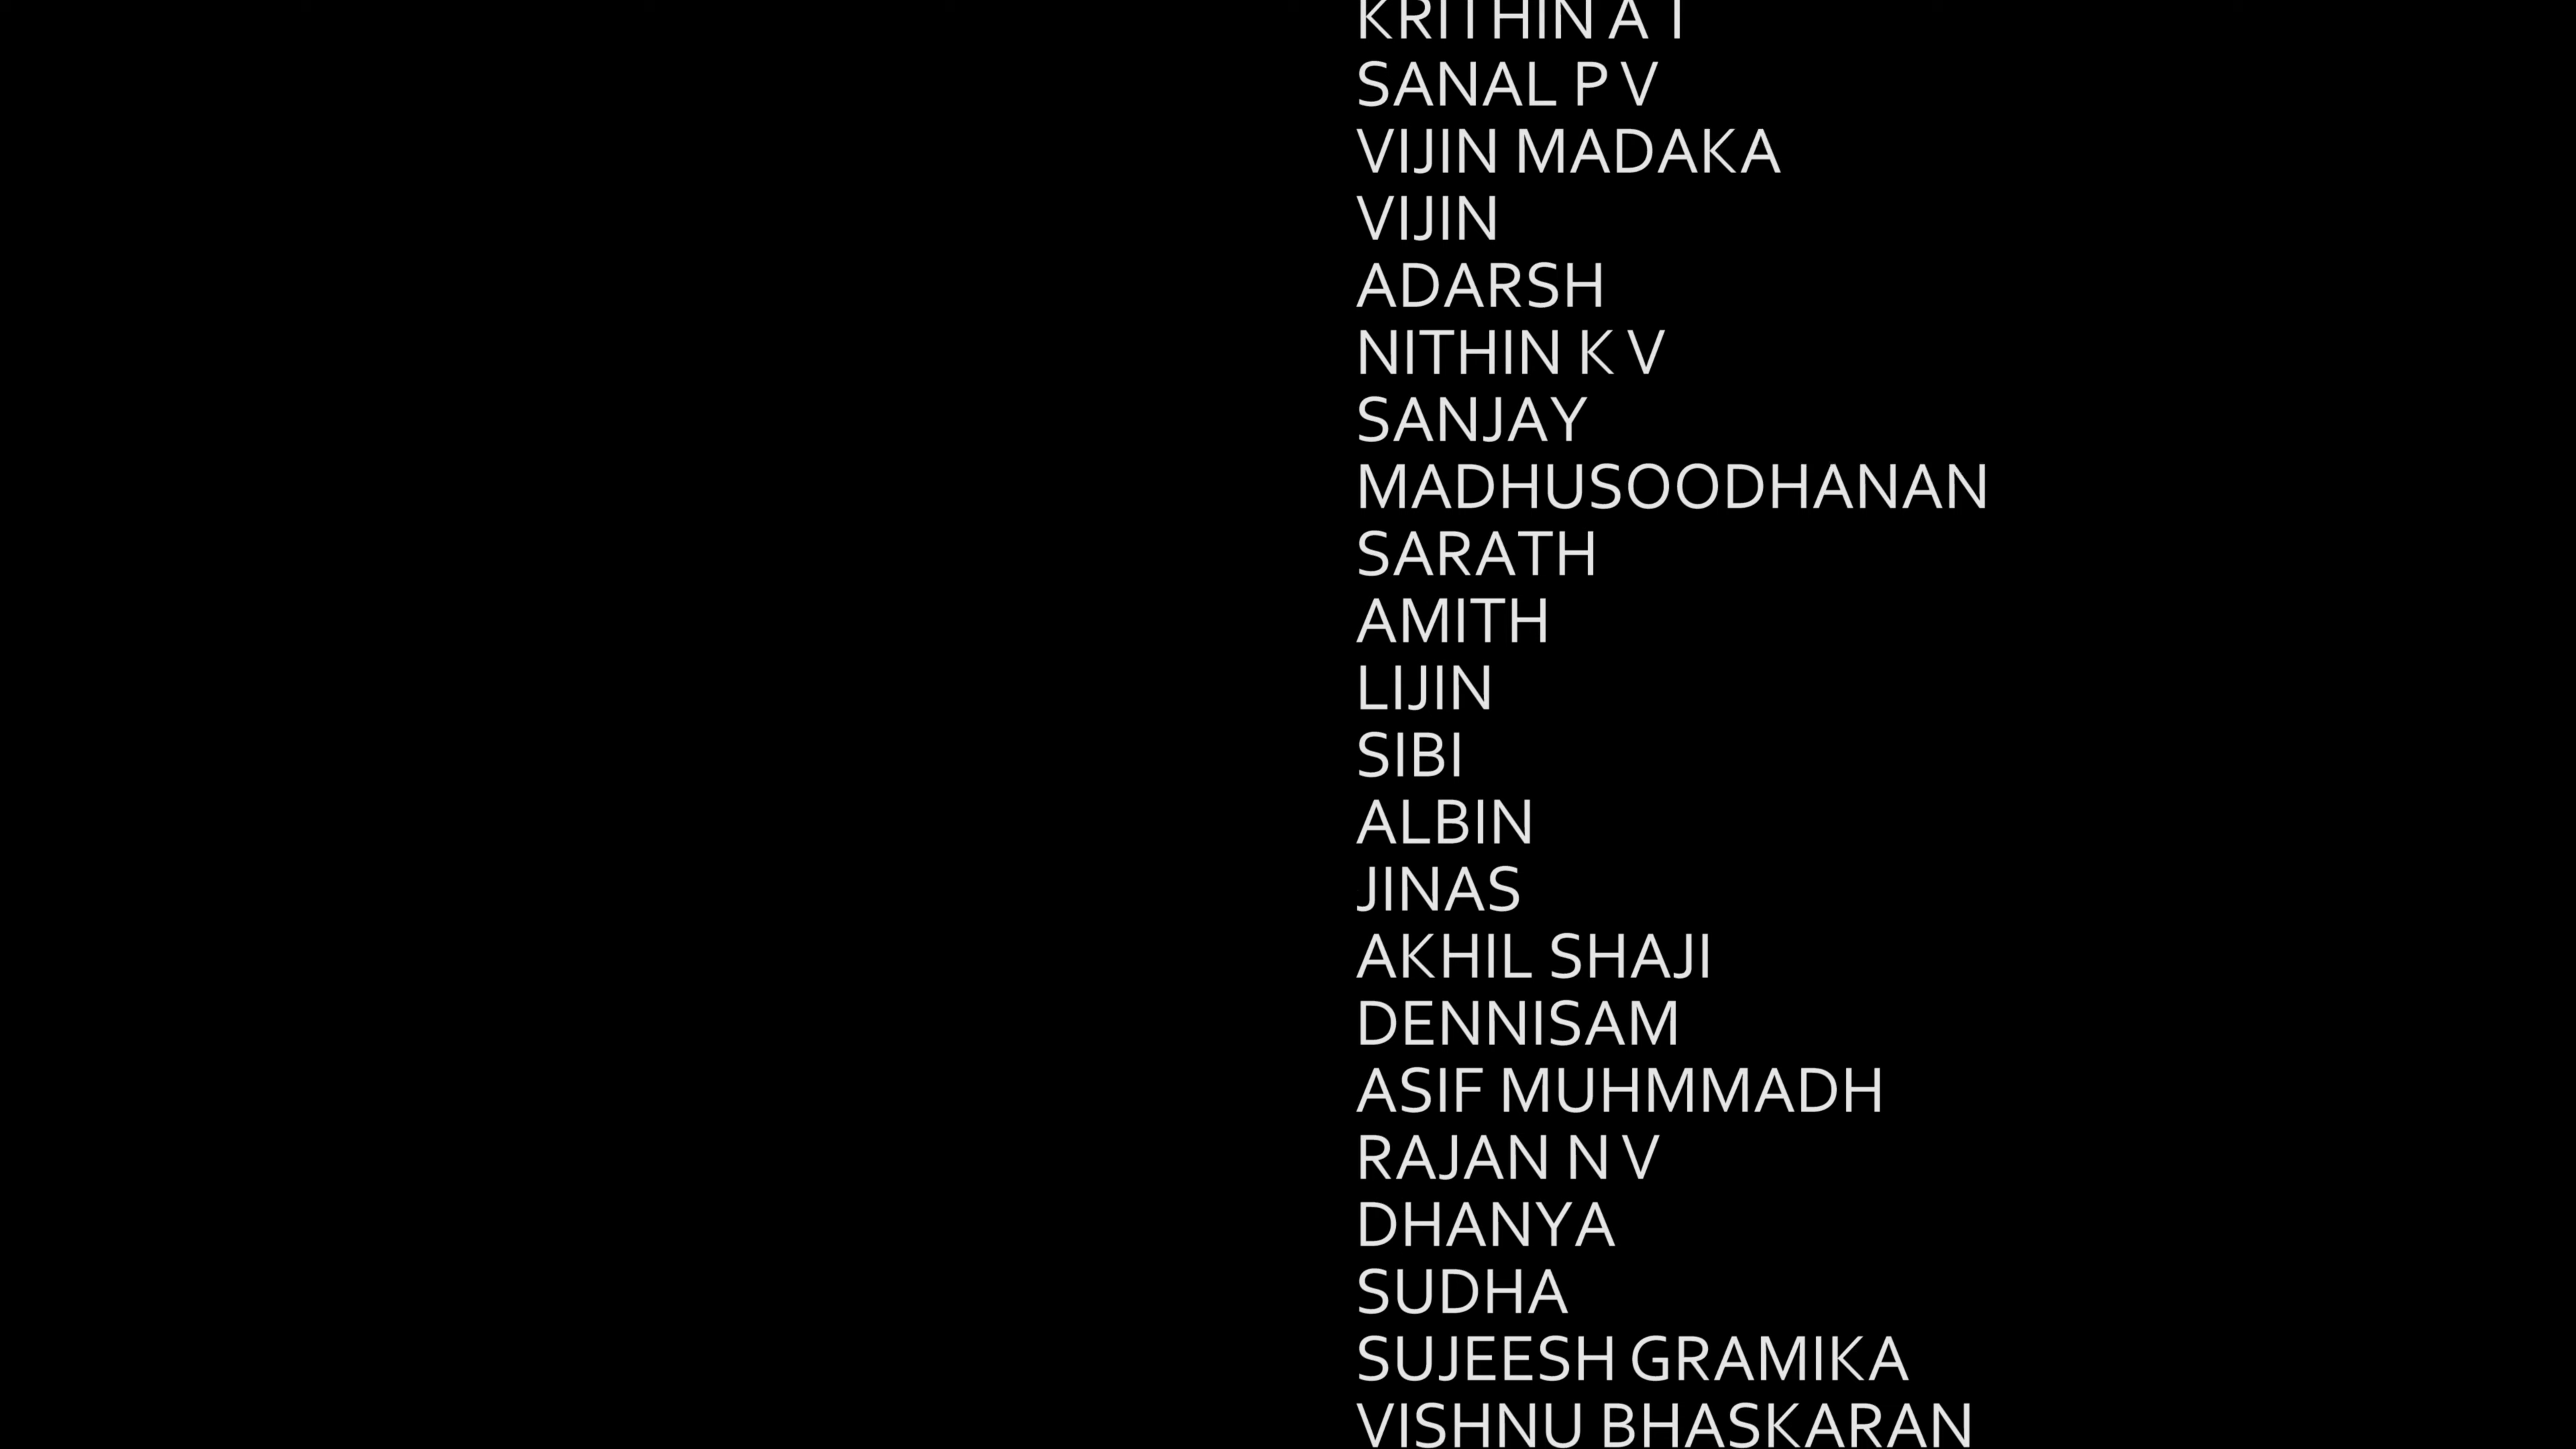 KRITHIN A T
SANAL P V
VIJIN MADAKA
VIJIN
ADARSH
NITHIN K V
SANJAY
MADHUSOODHANAN
SARATH
AMITH
LIJIN
SIBI
ALBIN
JINAS
AKHIL SHAJI
DENNISAM
ASIF MUHMMADH
RAJAN N V
DHANYA
SUDHA
SUJEESH GRAMIKA
VISHNU BHASKARAN